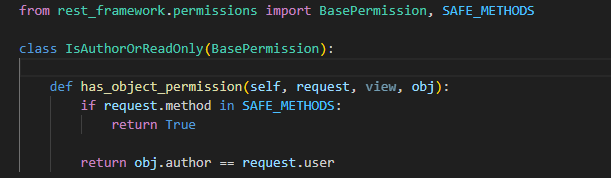 from rest_framework.permissions import BasePermission, SAFE_METHODS
class IsAuthorOrReadOnly(BasePermission):
def has_object_permission(self, request, view, obj):
if request.method in SAFE_METHODS:
return True
return obj.author == request.user